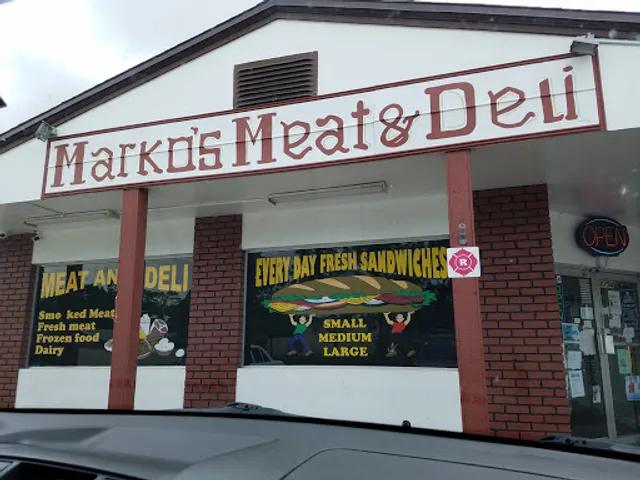 Marko's Meat & Deli
OPEN
MEAT AND DELI
Smo ked Meat
Fresh meat
Frozen food
Dairy
EVERY DAY FRESH SANDWICHES
SMALL
MEDIUM
LARGE
R